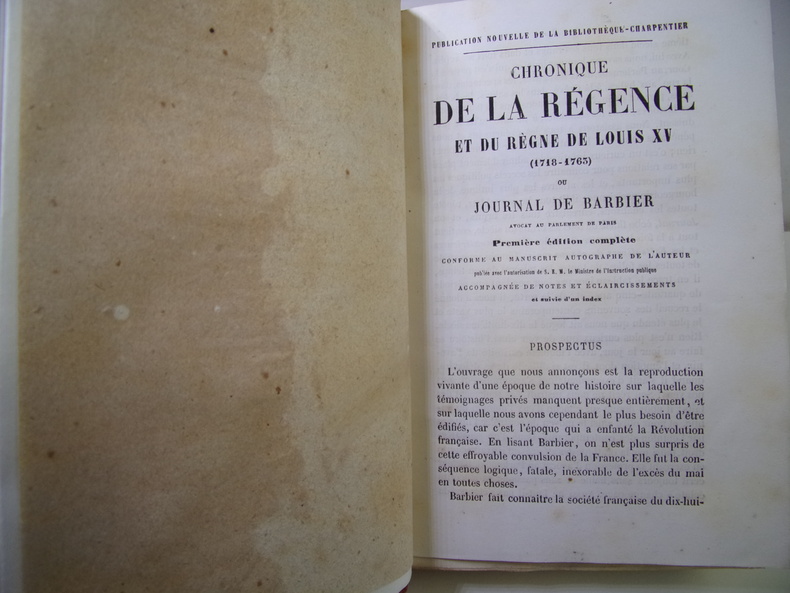 PUBLICATION NOUVELLE DE LA BIBLIOTHÈQUE-CHARPENTIER
CHRONIQUE
DE LA RÉGENCE
ET DU RÈGNE DE LOUIS XV
(1718-1763)
OU
JOURNAL DE BARBIER
AVOCAT AU PARLEMENT DE PARIS
Première édition complète
CONFORME AU MANUSCRIT AUTOGRAPHE DE L'AUTEUR
publiée avec l'autorisation de S. E. M. le Ministre de l'Instruction publique
ACCOMPAGNÉE DE NOTES ET ÉCLAIRCISSEMENTS
et suivie d'un index
PROSPECTUS
L'ouvrage que nous annonçons est la reproduction
vivante d'une époque de notre histoire sur laquelle les
témoignages privés manquent presque entièrement, et
sur laquelle nous avons cependant le plus besoin d'être
édifiés, car c'est l'époque qui a enfanté la Révolution
française. En lisant Barbier, on n'est plus surpris de
cette effroyable convulsion de la France. Elle fut la con-
séquence logique, fatale, inexorable de l'excès du mal
en toutes choses.
Barbier fait connaître la société française du dix-hui-